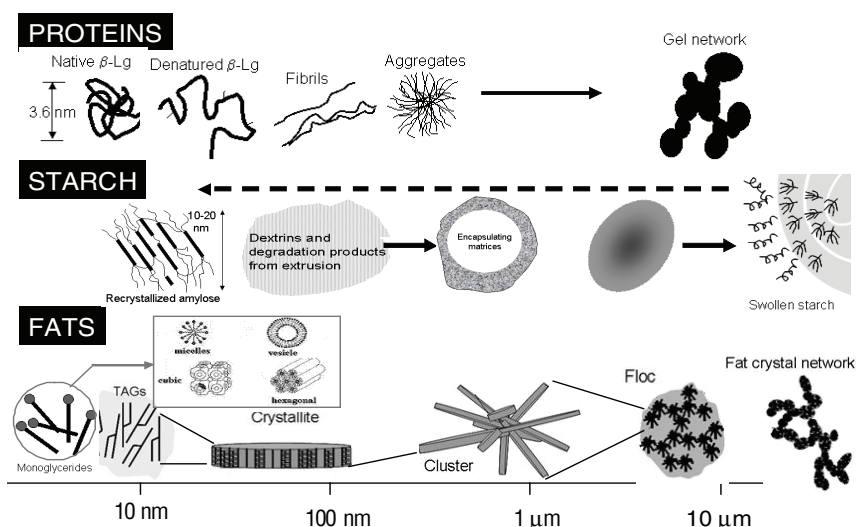 PROTEINS
Native β-Lg
Denatured β-Lg
Fibrils
Aggregates
Gel network
3.6 nm
STARCH
10-20
nm
Dextrins and
degradation products
from extrusion
Encapsulating
matrices
Recrystallized amylose
Swollen starch
FATS
micelles
vesicle
cubic
hexagonal
TAGs
Crystallite
Monoglycerides
Cluster
Floc
Fat crystal network
10 nm
100 nm
1 μm
10 μm